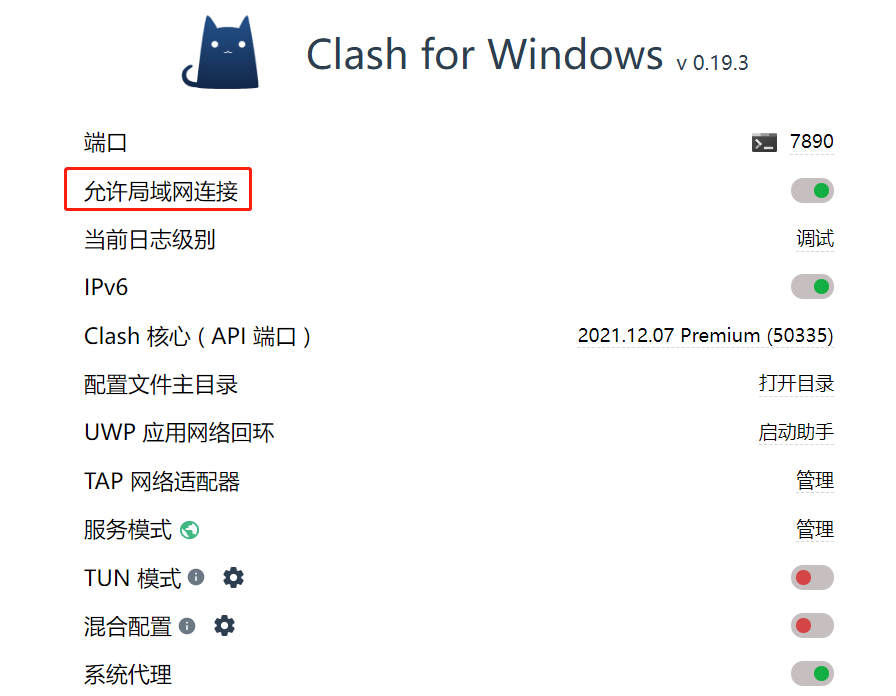 Clash for Windows v 0.19.3
端口 7890
允许局域网连接
当前日志级别 调试
IPv6
Clash 核心 ( API 端口 ) 2021.12.07 Premium (50335)
配置文件主目录 打开目录
UWP 应用网络回环 启动助手
TAP 网络适配器 管理
服务模式 管理
TUN 模式
混合配置
系统代理